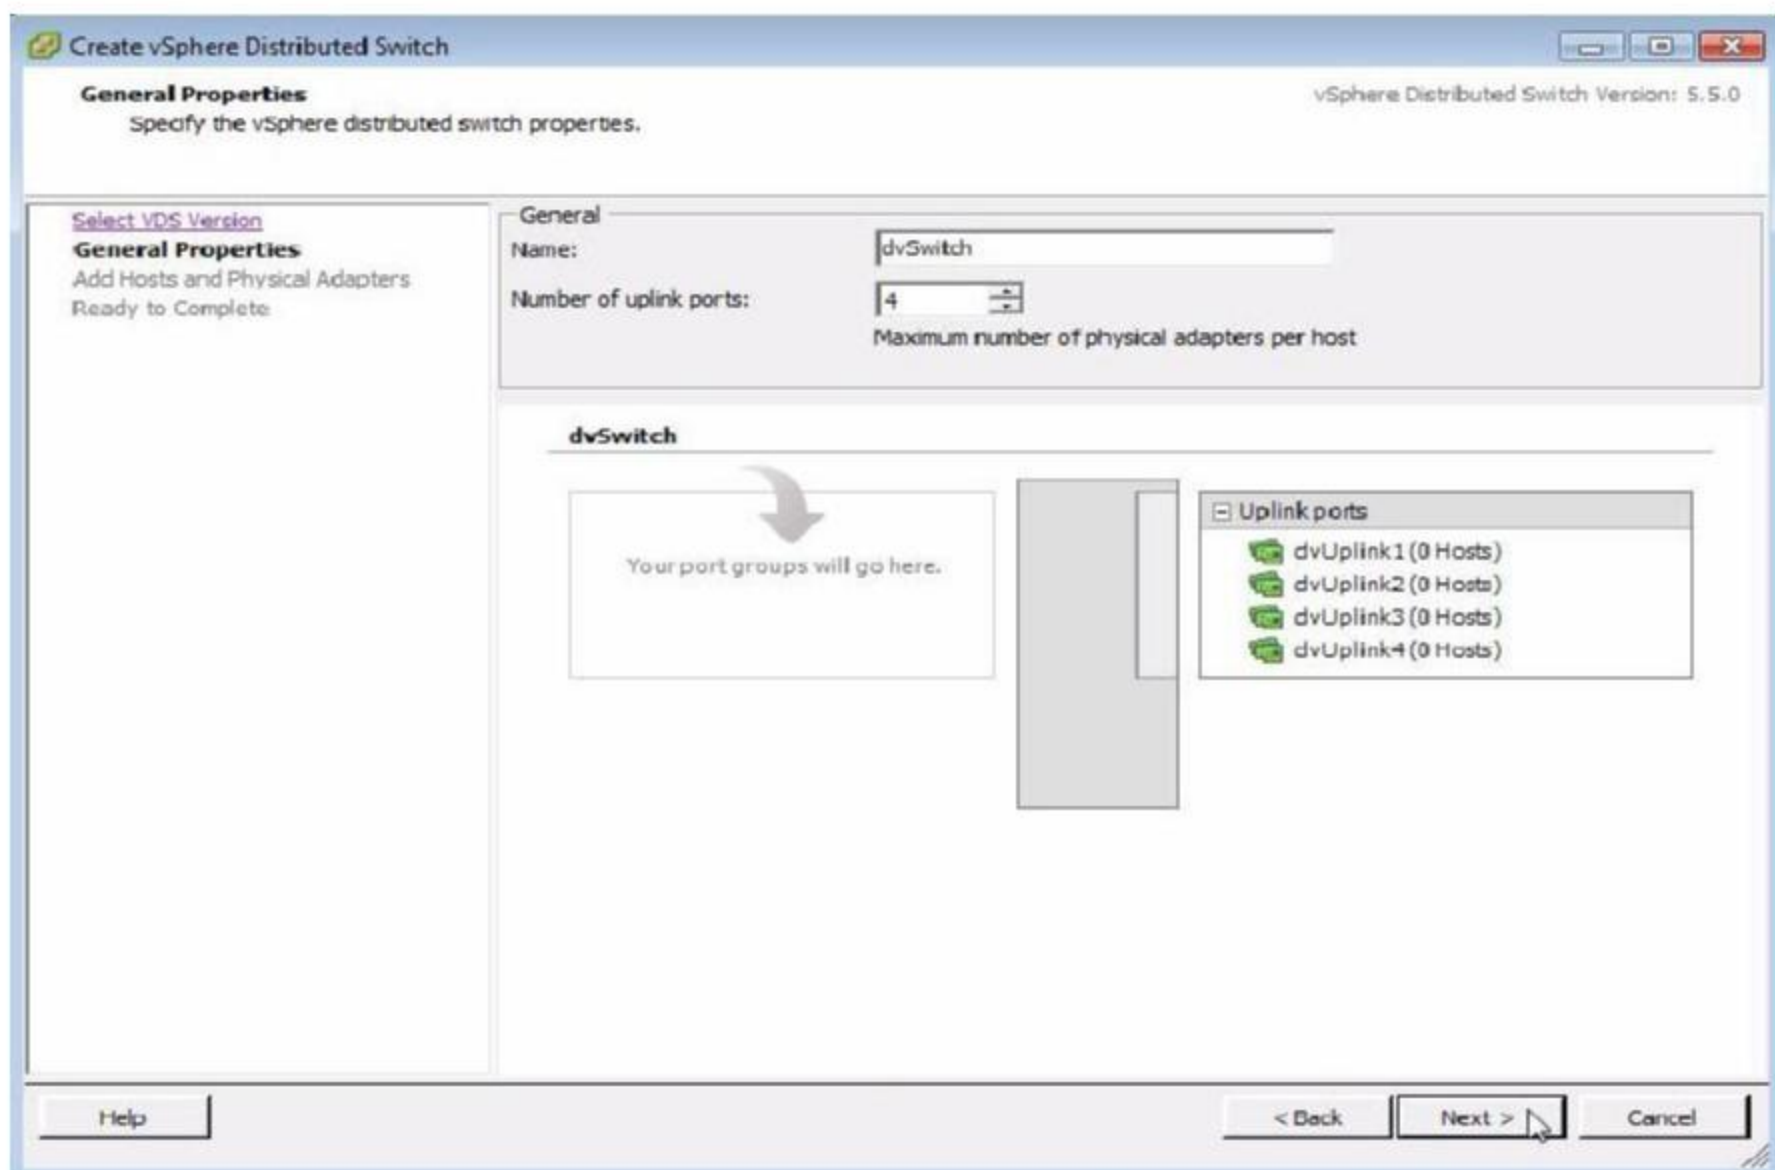 Create vSphere Distributed Switch
General Properties
vSphere Distributed Switch Version: 5.5.0
Specify the vSphere distributed switch properties.
Select VDS Version
General Properties
Add Hosts and Physical Adapters
Ready to Complete
General
Name:
dvSwitch
Number of uplink ports:
4
Maximum number of physical adapters per host
dvSwitch
Your port groups will go here.
Uplink ports
dvUplink1 (0 Hosts)
dvUplink2 (0 Hosts)
dvUplink3 (0 Hosts)
dvUplink4 (0 Hosts)
Help
< Back
Next >
Cancel